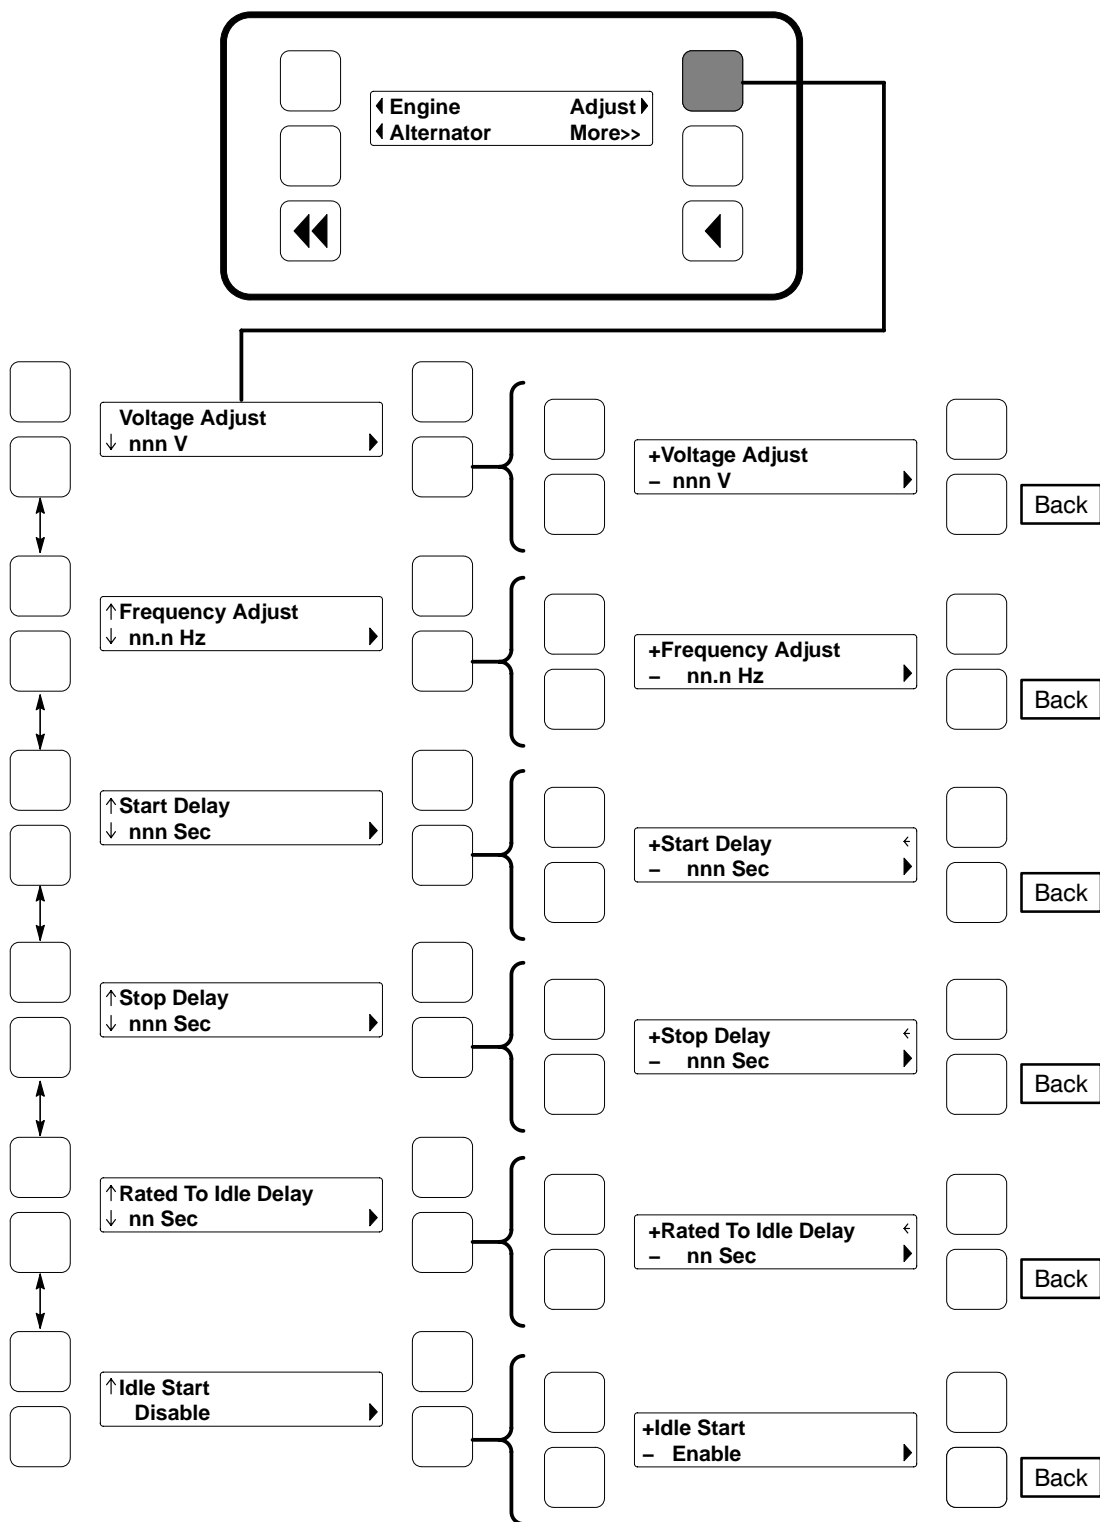 ◀ Engine Adjust ▶
◀ Alternator More>>
Voltage Adjust
↓ nnn V ▶
+Voltage Adjust
– nnn V ▶
Back
↑Frequency Adjust
↓ nn.n Hz ▶
+Frequency Adjust
– nn.n Hz ▶
Back
↑Start Delay
↓ nnn Sec ▶
+Start Delay ←
– nnn Sec ▶
Back
↑Stop Delay
↓ nnn Sec ▶
+Stop Delay ←
– nnn Sec ▶
Back
↑Rated To Idle Delay
↓ nn Sec ▶
+Rated To Idle Delay ←
– nn Sec ▶
Back
↑Idle Start
Disable ▶
+Idle Start
– Enable ▶
Back